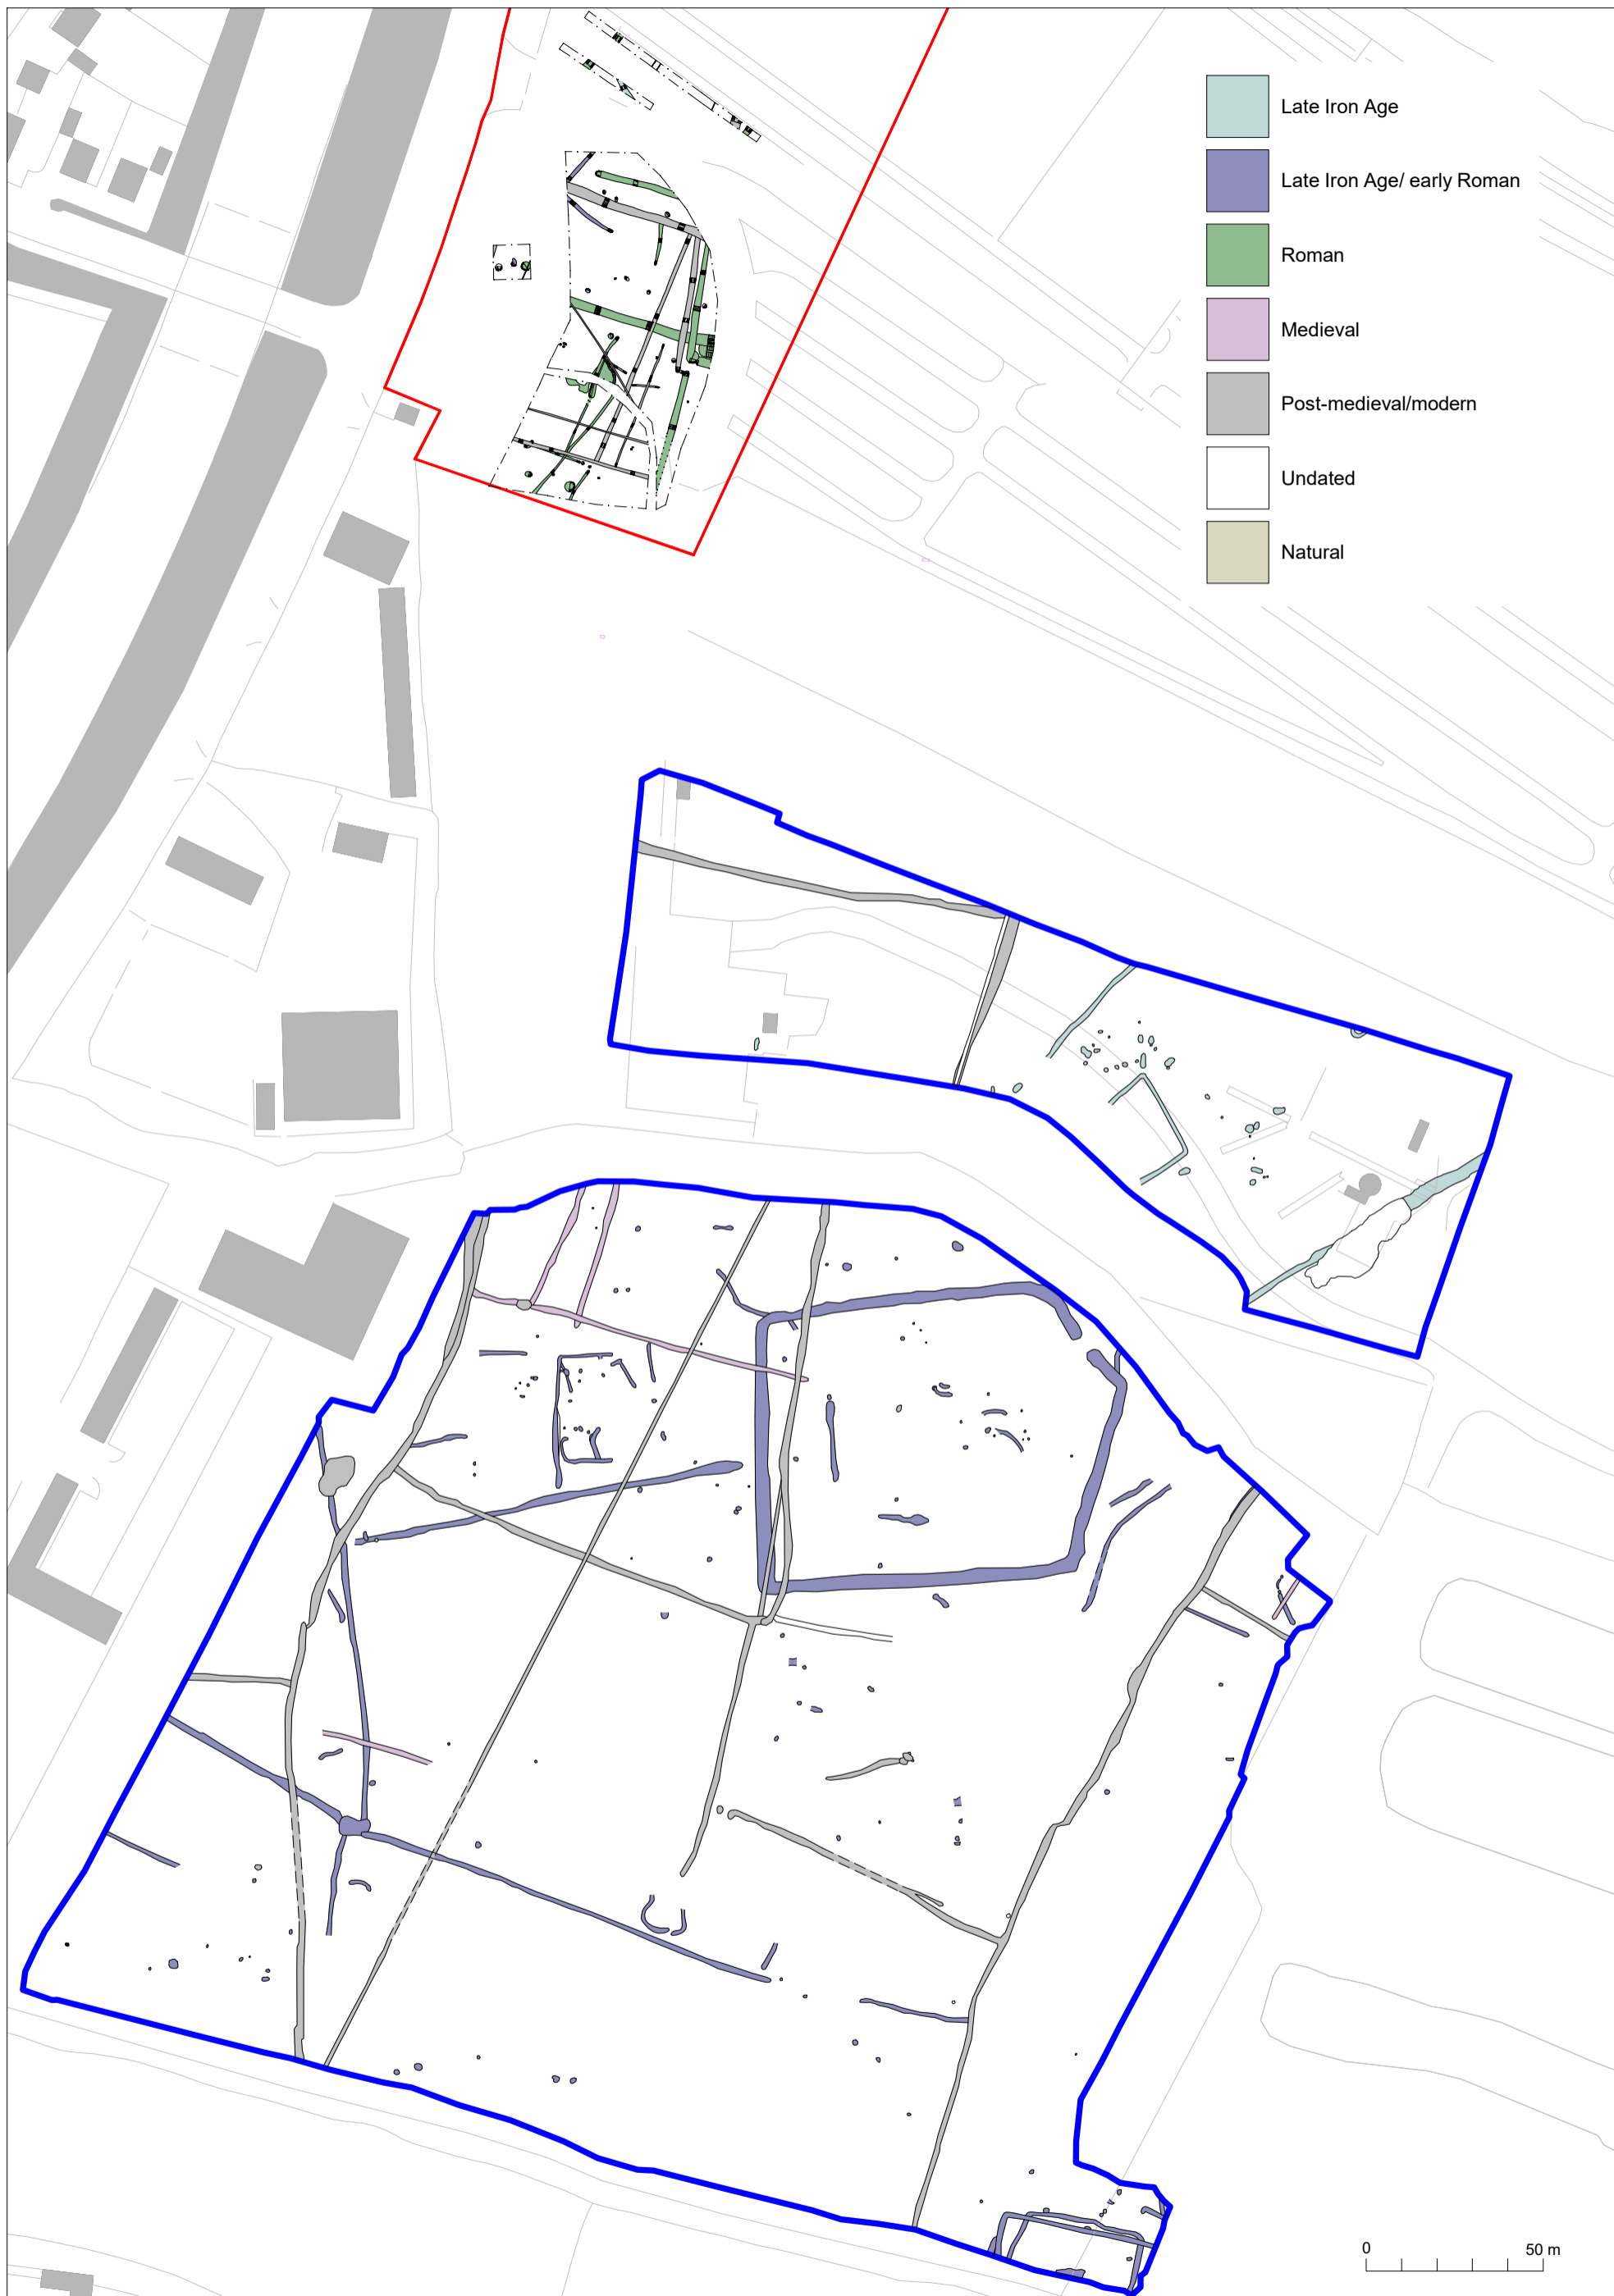 Late Iron Age
Late Iron Age/ early Roman
Roman
Medieval
Post-medieval/modern
Undated
Natural
0 50 m